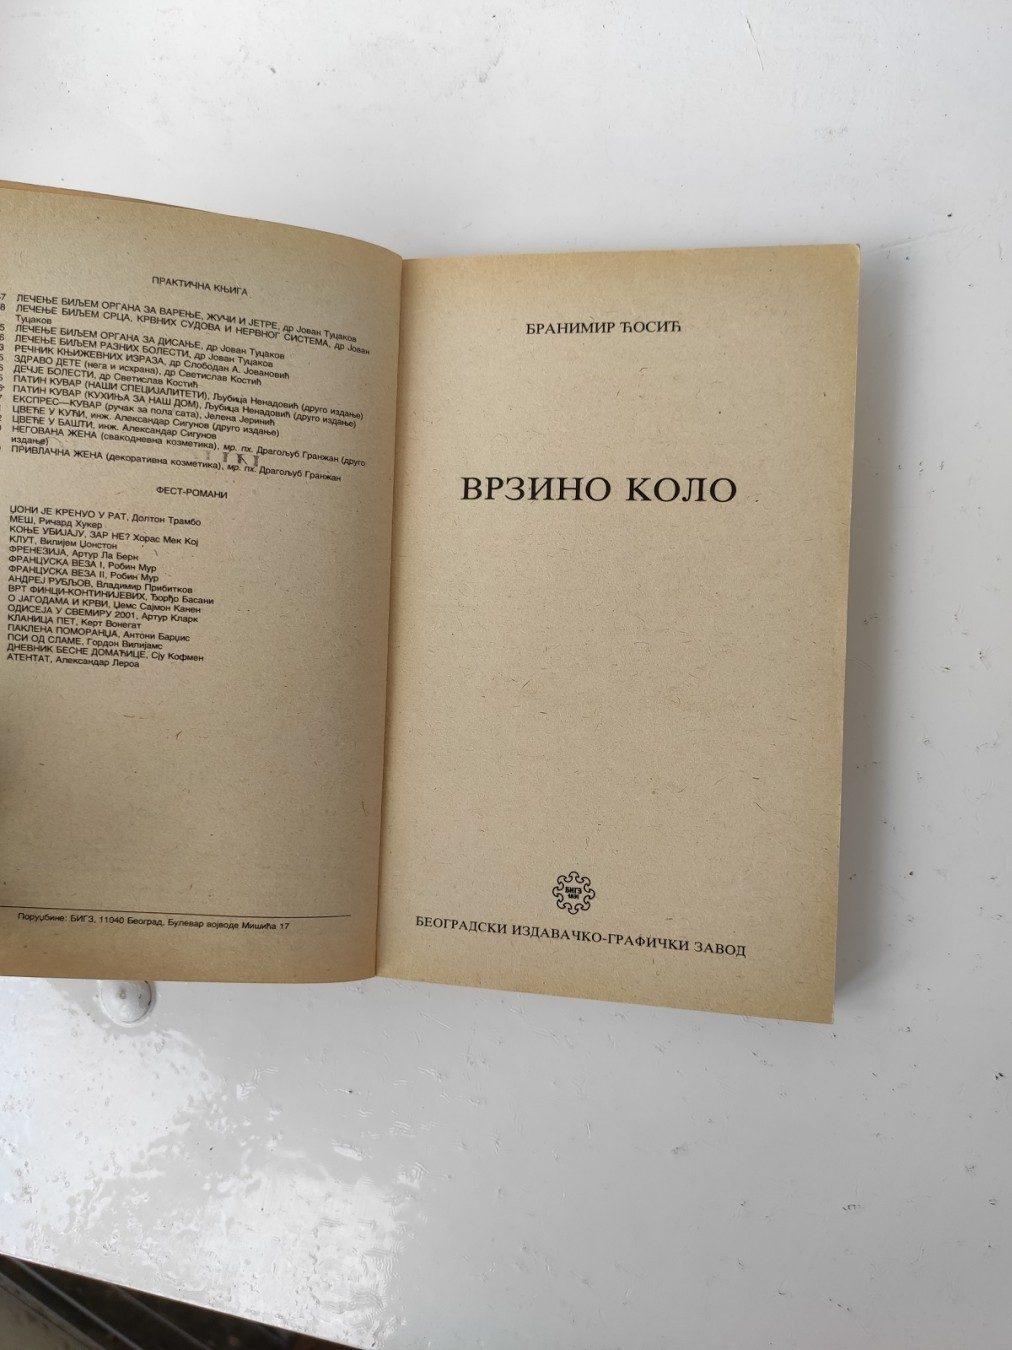 ПРАКТИЧНА КЊИГА
ЛЕЧЕЊЕ БИЉЕМ ОРГАНА ЗА ВАРЕЊЕ, ЖУЧИ И ЈЕТРЕ, др Јован Туцаков
ЛЕЧЕЊЕ БИЉЕМ СРЦА, КРВНИХ СУДОВА И НЕРВНОГ СИСТЕМА, др Јован
Туцаков
ЛЕЧЕЊЕ БИЉЕМ ОРГАНА ЗА ДИСАЊЕ, др Јован Туцаков
ЛЕЧЕЊЕ БИЉЕМ РАЗНИХ БОЛЕСТИ, др Јован Туцаков
РЕЧНИК КЊИЖЕВНИХ ИЗРАЗА, др Слободан А. Јовановић
ЗДРАВО ДЕТЕ (нега и исхрана), др Светислав Костић
ДЕЧЈЕ БОЛЕСТИ, др Светислав Костић
ПАТИН КУВАР (НАШИ СПЕЦИЈАЛИТЕТИ), Љубица Ненадовић (друго издање)
ПАТИН КУВАР (КУХИЊА ЗА НАШ ДОМ), Љубица Ненадовић (друго издање)
ЕКСПРЕС—КУВАР (ручак за пола сата), Јелена Јеринић
ЦВЕЋЕ У КУЋИ, инж. Александар Сигунов (друго издање)
ЦВЕЋЕ У БАШТИ, инж. Александар Сигунов
НЕГОВАНА ЖЕНА (свакодневна козметика), мр. пх. Драгољуб Гранжан (друго
издање)
ПРИВЛАЧНА ЖЕНА (декоративна козметика), мр. пх. Драгољуб Гранжан
ФЕСТ-РОМАНИ
ЏОНИ ЈЕ КРЕНУО У РАТ, Долтон Трамбо
МЕШ, Ричард Хукер
КОЊЕ УБИЈАЈУ, ЗАР НЕ? Хорас Мек Кој
КЛУТ, Вилијем Џонстон
ФРЕНЕЗИЈА, Артур Ла Берн
ФРАНЦУСКА ВЕЗА I, Робин Мур
ФРАНЦУСКА ВЕЗА II, Робин Мур
АНДРЕЈ РУБЉОВ, Владимир Прибитков
ВРТ ФИНЦИ-КОНТИНИЈЕВИХ, Ђорђо Басани
О ЈАГОДАМА И КРВИ, Џемс Сајмон Канен
ОДИСЕЈА У СВЕМИРУ 2001, Артур Кларк
КЛАНИЦА ПЕТ, Керт Вонегат
ПАКЛЕНА ПОМОРАНЏА, Антони Барџис
ПСИ ОД СЛАМЕ, Гордон Вилијамс
ДНЕВНИК БЕСНЕ ДОМАЋИЦЕ, Сју Кофмен
АТЕНТАТ, Александар Лероа
Поруџбине: БИГЗ, 11040 Београд, Булевар војводе Мишића 17
БРАНИМИР ЋОСИЋ
ВРЗИНО КОЛО
БИГЗ
1831
БЕОГРАДСКИ ИЗДАВАЧКО-ГРАФИЧКИ ЗАВОД